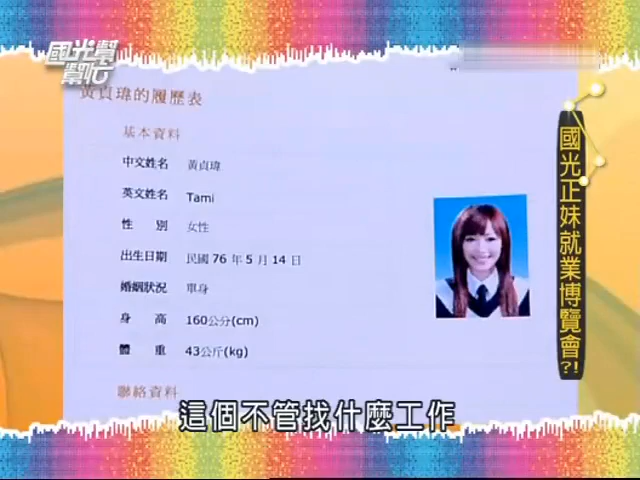 國光幫幫忙
黃貞瑋的履歷表
基本資料
中文姓名 黃貞瑋
英文姓名 Tami
性 別 女性
出生日期 民國 76 年 5 月 14 日
婚姻狀況 單身
身 高 160公分(cm)
體 重 43公斤(kg)
聯絡資料
國光正妹就業博覽會?!
這個不管找什麼工作